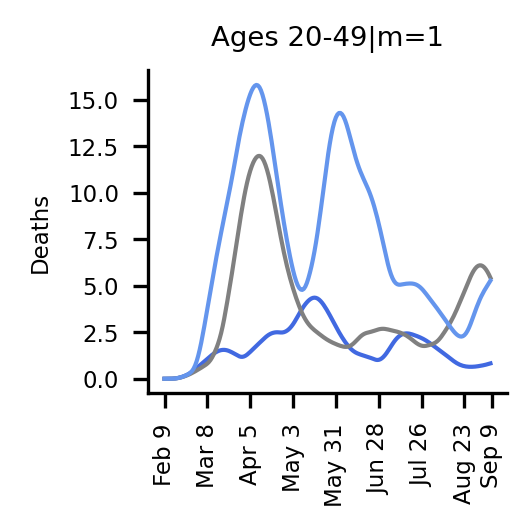 Ages 20-49|m=1
Deaths
15.0
12.5
10.0
7.5
5.0
2.5
0.0
Feb 9
Mar 8
Apr 5
May 3
May 31
Jun 28
Jul 26
Aug 23
Sep 9